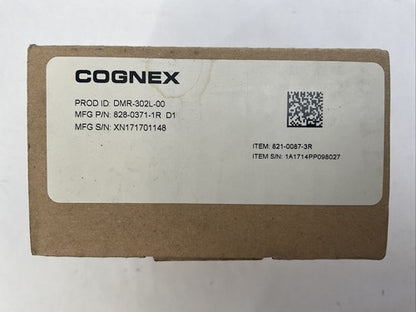 COGNEX
PROD ID: DMR-302L-00
MFG P/N: 828-0371-1R D1
MFG S/N: XN171701148
ITEM: 821-0087-3R
ITEM S/N: 1A1714PP098027